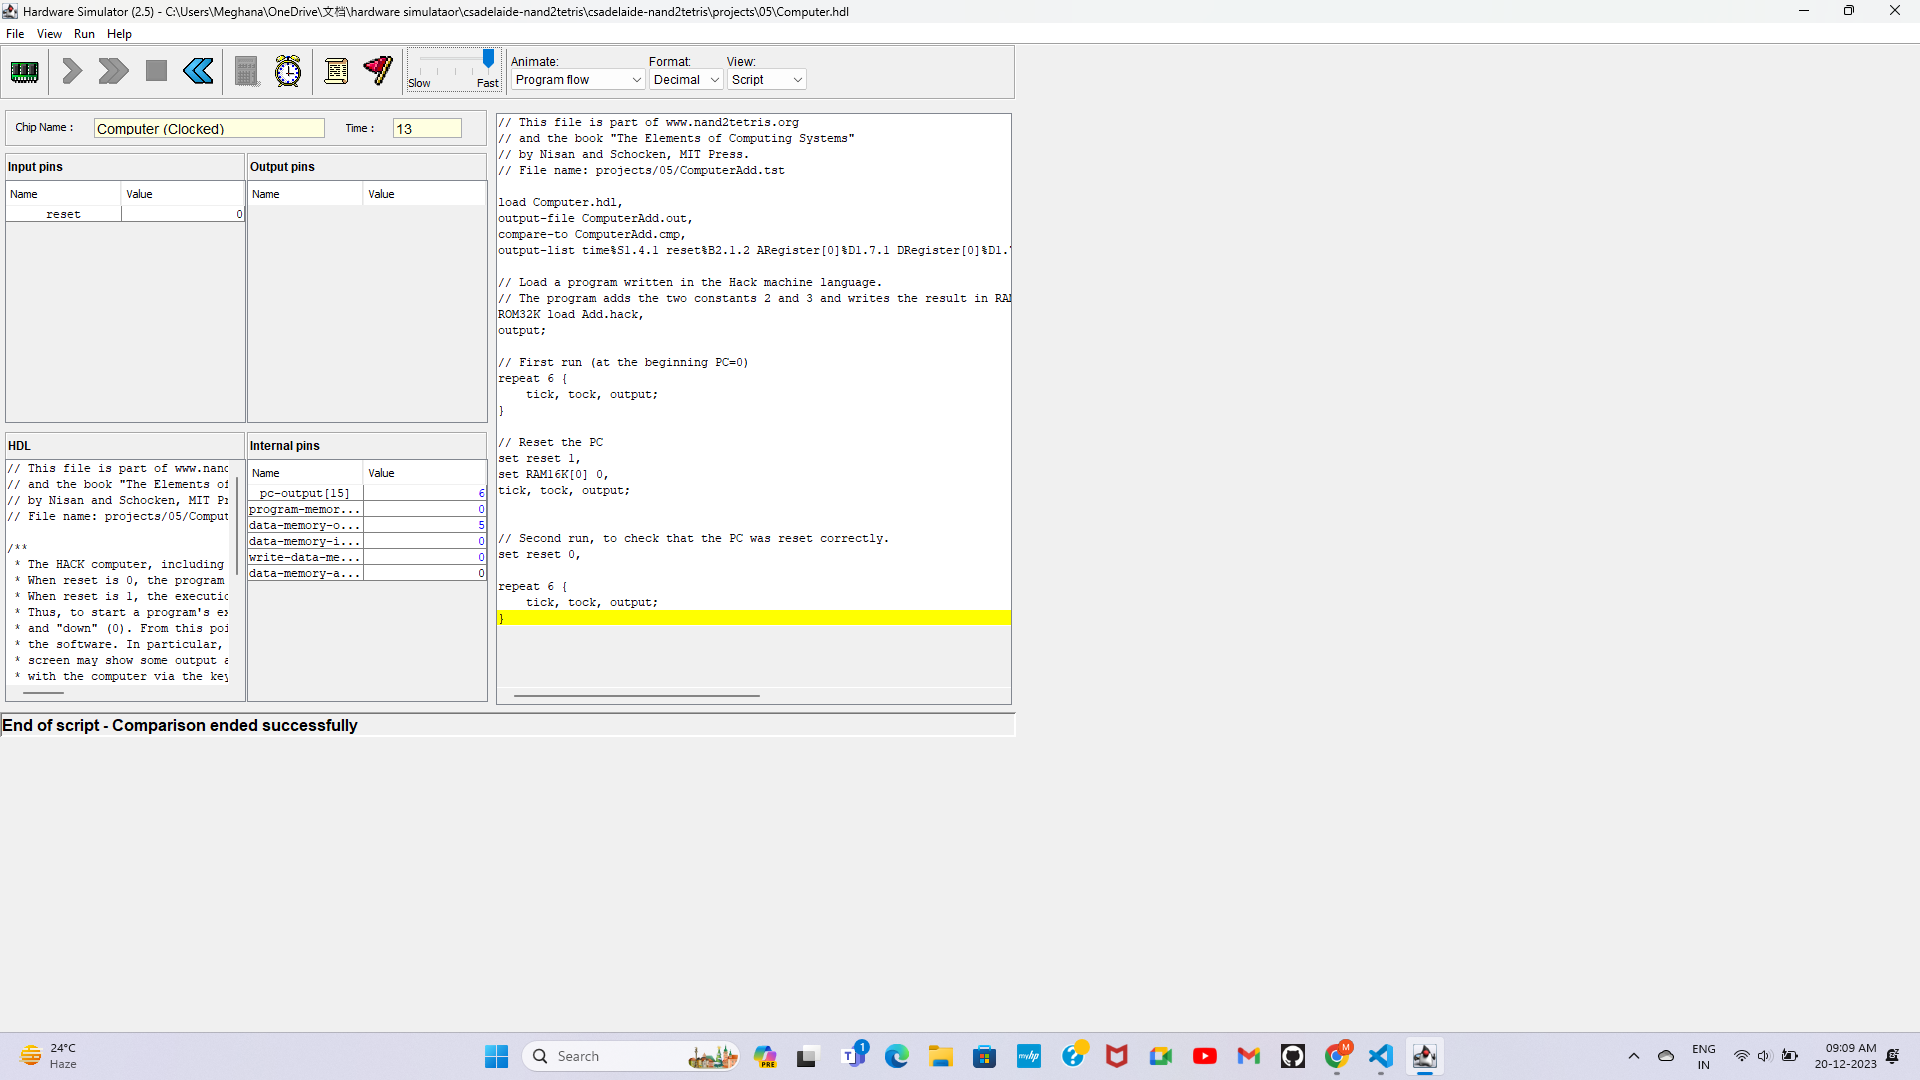 Hardware Simulator (2.5) - C:\Users\Meghana\OneDrive\文档\hardware simulataor\csadelaide-nand2tetris\csadelaide-nand2tetris\projects\05\Computer.hdl
File View Run Help
Slow Fast
Animate: Format: View:
Program flow Decimal Script
Chip Name : Computer (Clocked) Time : 13
Input pins Output pins
Name Value Name Value
reset 0
HDL Internal pins
// This file is part of www.nand
// and the book "The Elements of
// by Nisan and Schocken, MIT Pr
// File name: projects/05/Comput
/**
* The HACK computer, including
* When reset is 0, the program
* When reset is 1, the executio
* Thus, to start a program's ex
* and "down" (0). From this poi
* the software. In particular,
* screen may show some output a
* with the computer via the key
Name Value
pc-output[15] 6
program-memor... 0
data-memory-o... 5
data-memory-i... 0
write-data-me... 0
data-memory-a... 0
// This file is part of www.nand2tetris.org
// and the book "The Elements of Computing Systems"
// by Nisan and Schocken, MIT Press.
// File name: projects/05/ComputerAdd.tst
load Computer.hdl,
output-file ComputerAdd.out,
compare-to ComputerAdd.cmp,
output-list time%S1.4.1 reset%B2.1.2 ARegister[0]%D1.7.1 DRegister[0]%D1.
// Load a program written in the Hack machine language.
// The program adds the two constants 2 and 3 and writes the result in RAM
ROM32K load Add.hack,
output;
// First run (at the beginning PC=0)
repeat 6 {
tick, tock, output;
}
// Reset the PC
set reset 1,
set RAM16K[0] 0,
tick, tock, output;
// Second run, to check that the PC was reset correctly.
set reset 0,
repeat 6 {
tick, tock, output;
}
End of script - Comparison ended successfully
24°C
Haze
Search
PRE
T
1
myhp
M
ENG
IN
09:09 AM
20-12-2023